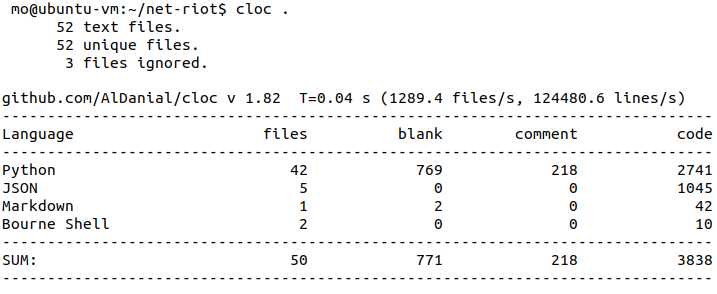 mo@ubuntu-vm:~/net-riot$ cloc .
      52 text files.
      52 unique files.
       3 files ignored.

github.com/AlDanial/cloc v 1.82  T=0.04 s (1289.4 files/s, 124480.6 lines/s)
-------------------------------------------------------------------------------
Language                     files          blank        comment           code
-------------------------------------------------------------------------------
Python                          42            769            218           2741
JSON                             5              0              0           1045
Markdown                         1              2              0             42
Bourne Shell                     2              0              0             10
-------------------------------------------------------------------------------
SUM:                            50            771            218           3838
-------------------------------------------------------------------------------